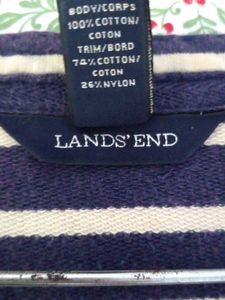 BODY/CORPS
100% COTTON/
COTON
TRIM/BORD
74% COTTON/
COTON
26% NYLON
LANDS' END